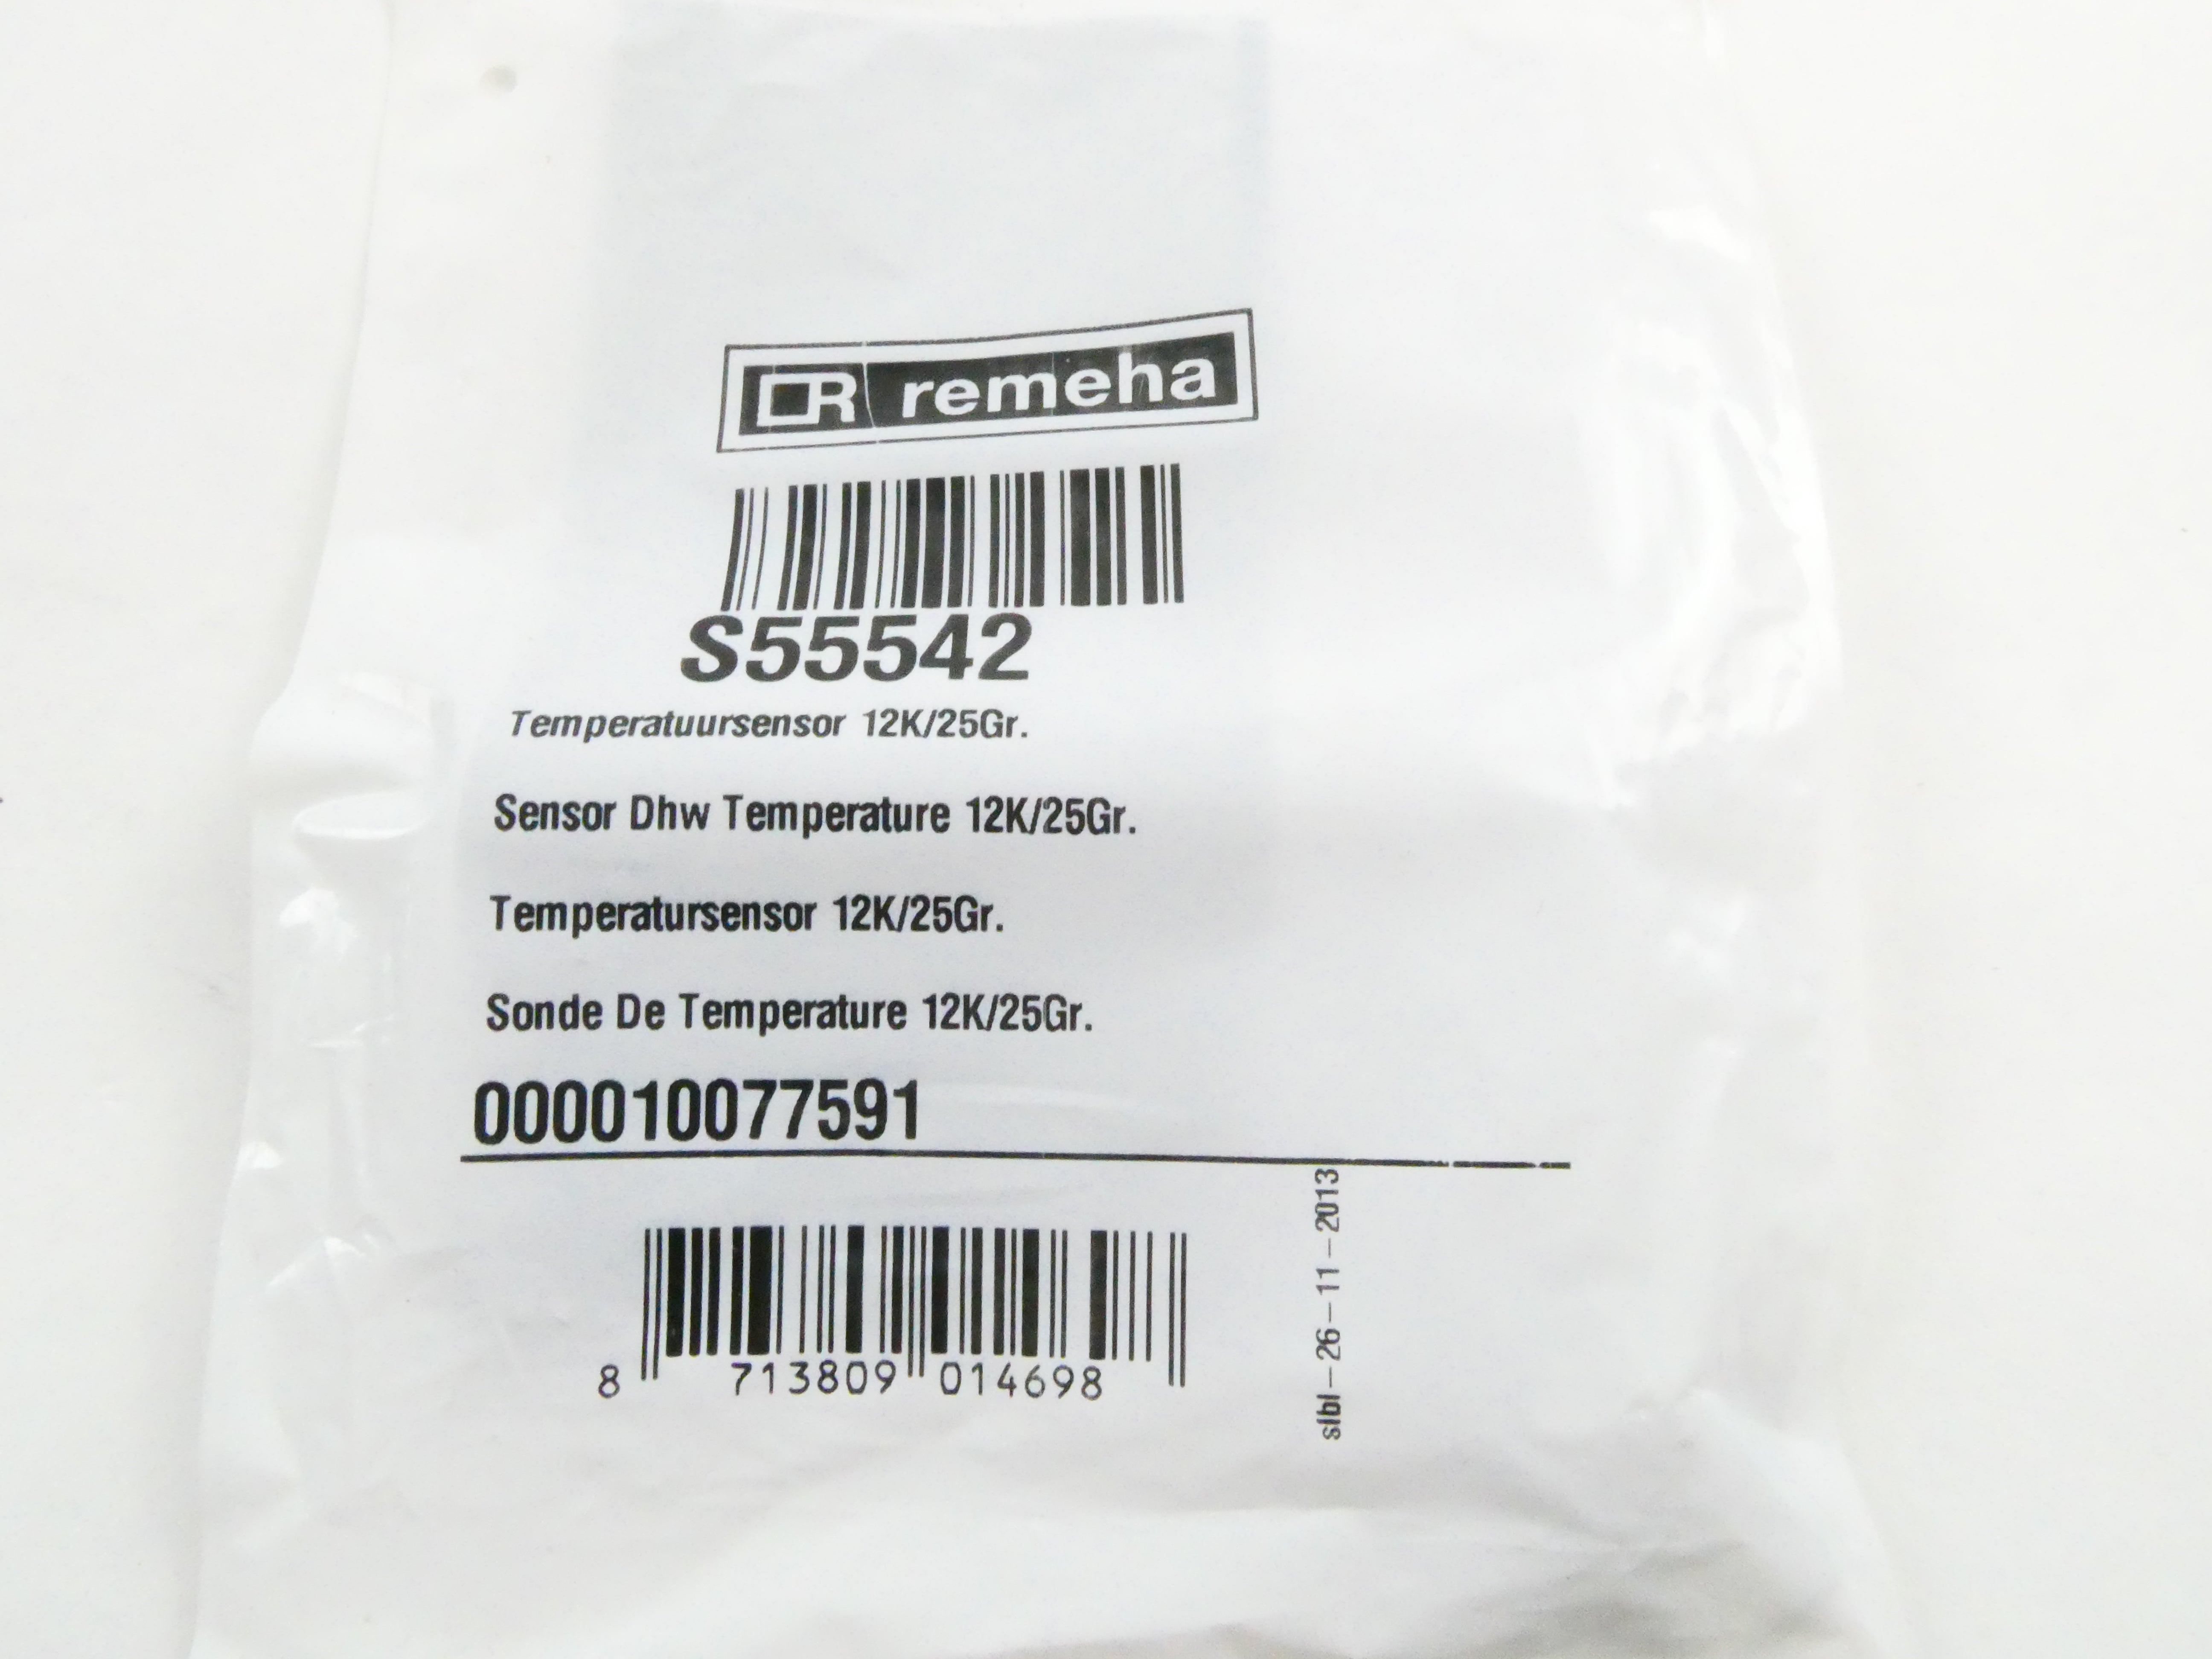 R remeha
S55542
Temperatuursensor 12K/25Gr.
Sensor Dhw Temperature 12K/25Gr.
Temperatursensor 12K/25Gr.
Sonde De Temperature 12K/25Gr.
000010077591
8 713809 014698
slbl-26-11-2013